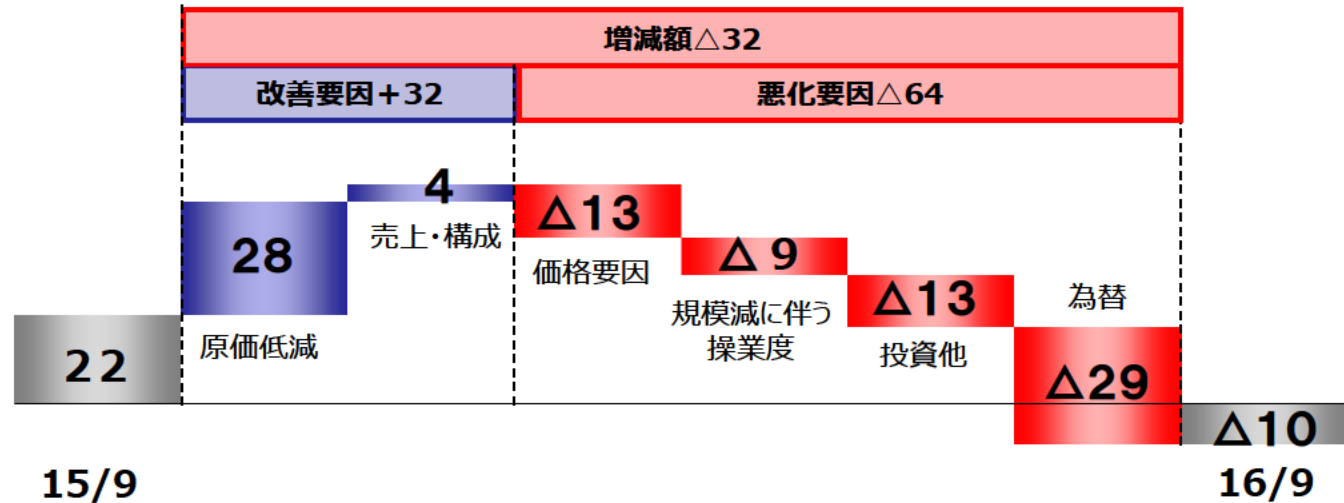 増減額△32
改善要因+32
悪化要因△64
4
△13
28
売上・構成
△ 9
価格要因
△13
為替
規模減に伴う
操業度
22
原価低減
投資他
△29
△10
15/9
16/9